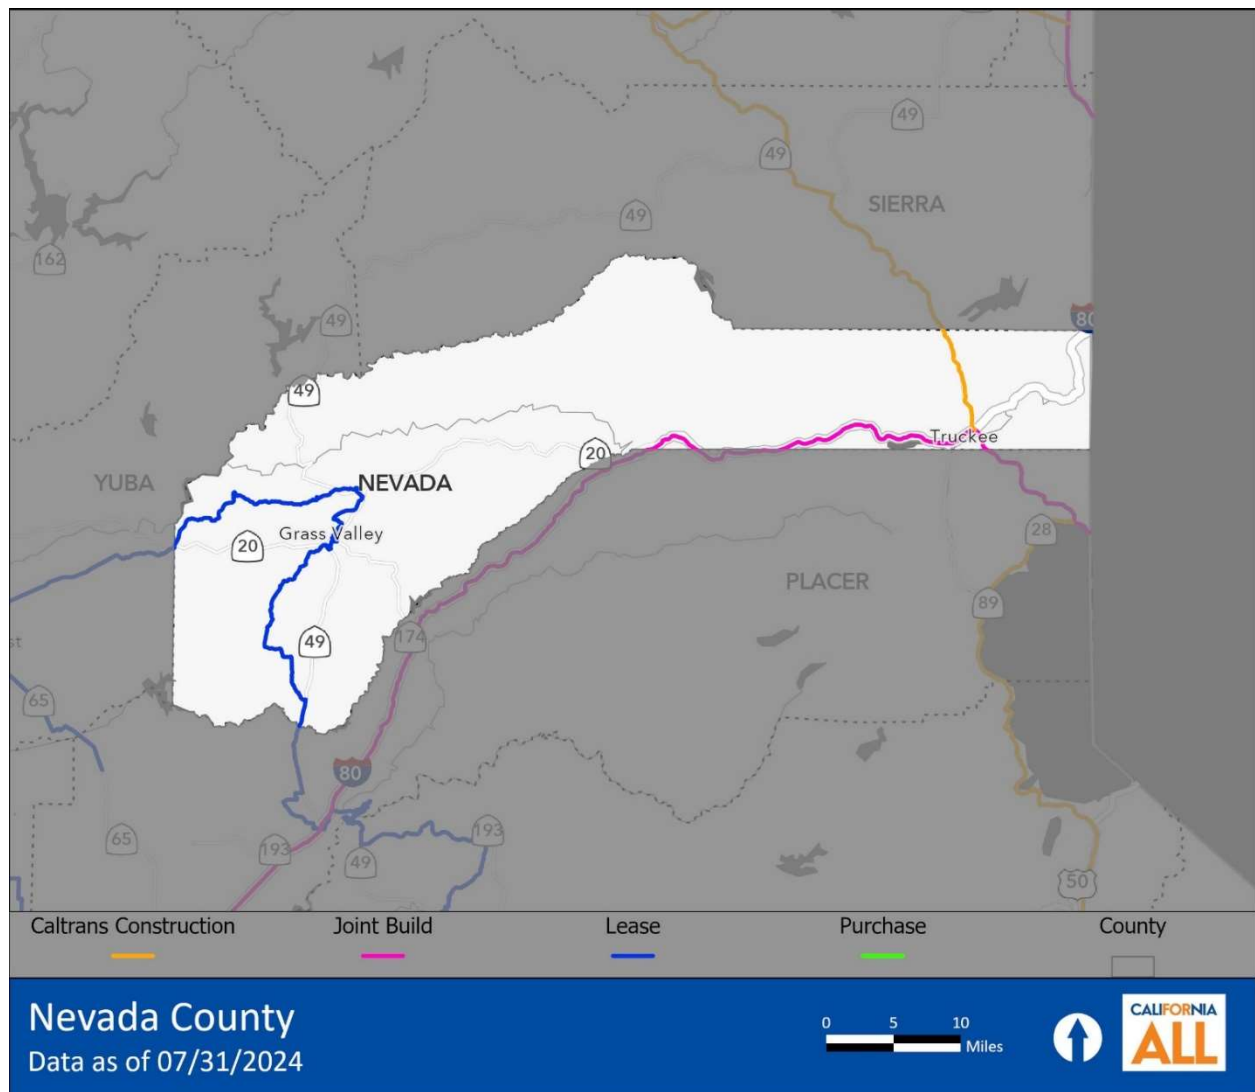 49
49
SIERRA
49
162
49
80
49
Truckee
20
YUBA
NEVADA
28
Grass Valley
20
PLACER
89
49
174
65
80
193
65
193
49
50
Caltrans Construction
Joint Build
Lease
Purchase
County
Nevada County
Data as of 07/31/2024
0 5 10
Miles
CALIFORNIA
ALL